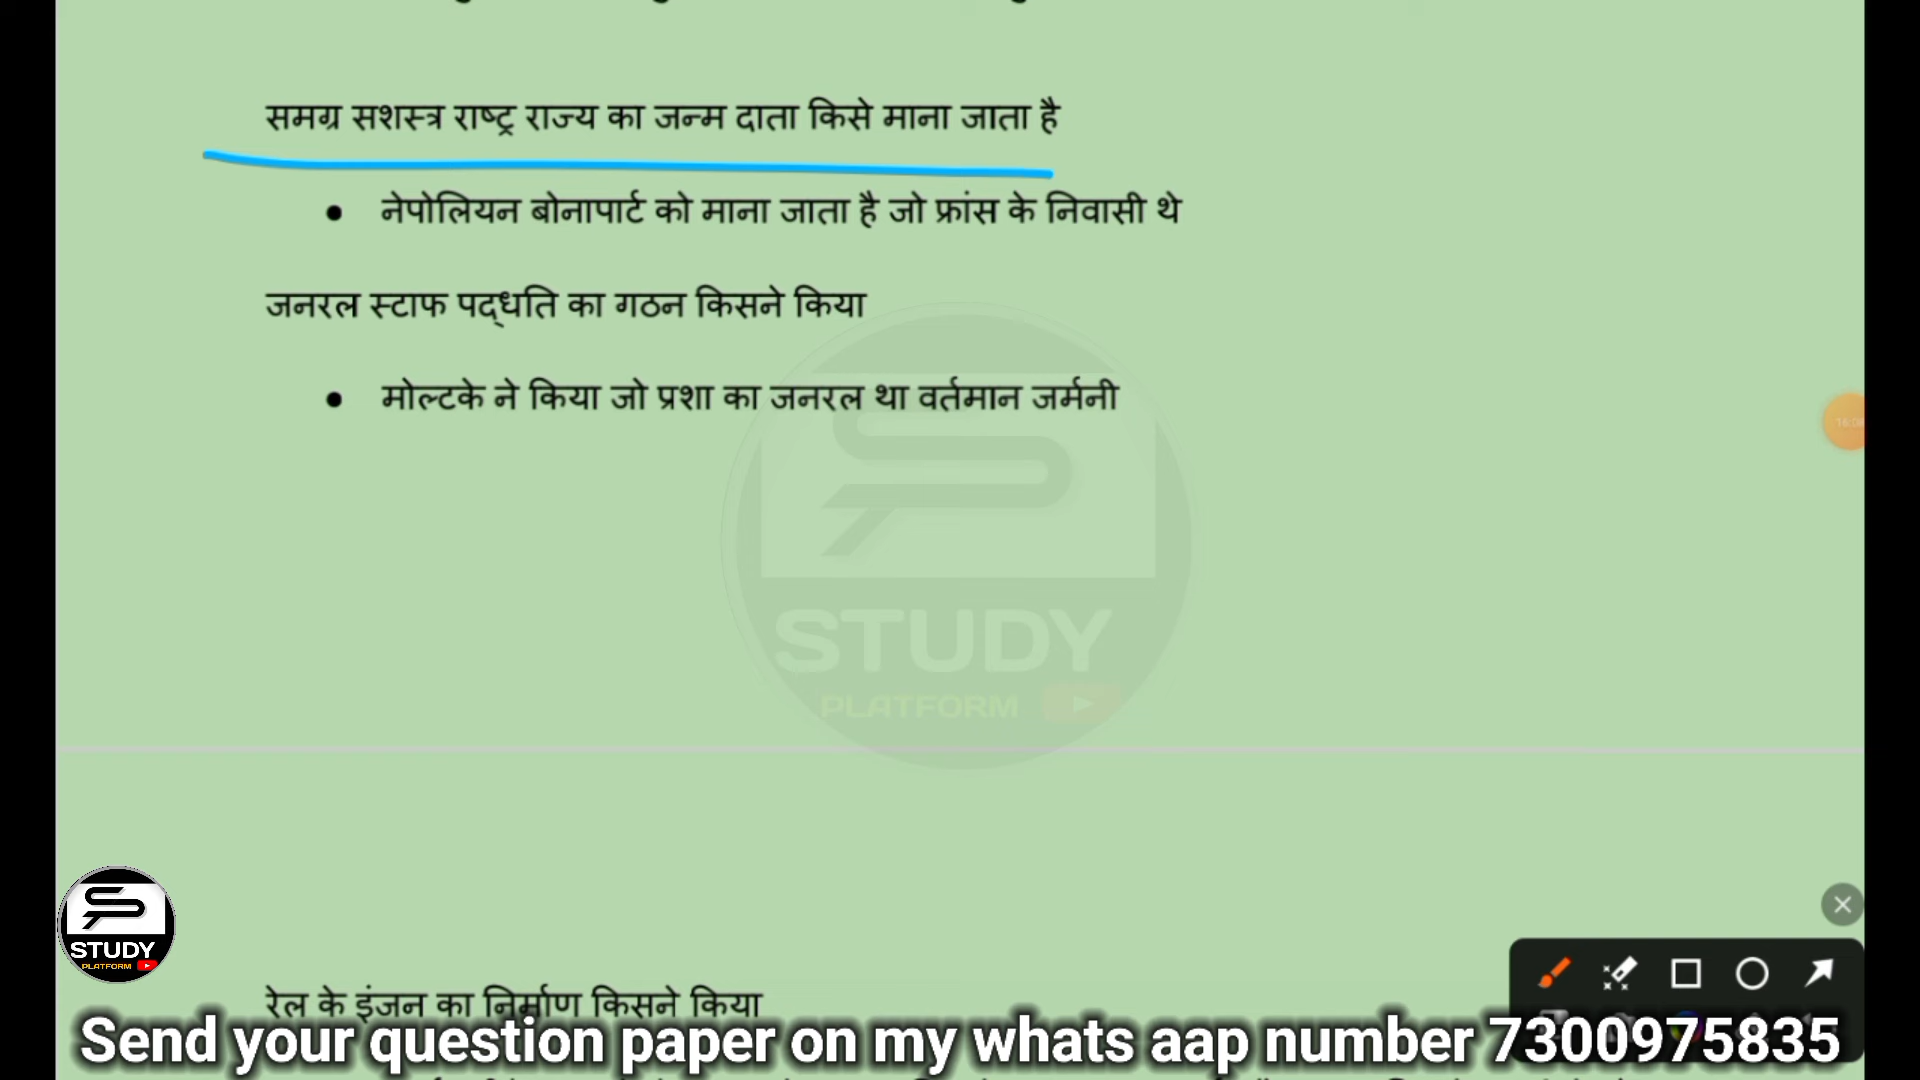 समग्र सशस्त्र राष्ट्र राज्य का जन्म दाता किसे माना जाता है
नेपोलियन बोनापार्ट को माना जाता है जो फ्रांस के निवासी थे
जनरल स्टाफ पद्धति का गठन किसने किया
मोल्टके ने किया जो प्रशा का जनरल था वर्तमान जर्मनी
STUDY
PLATFORM
STUDY
PLATFORM
रेल के इंजन का निर्माण किसने किया
Send your question paper on my whats aap number 7300975835